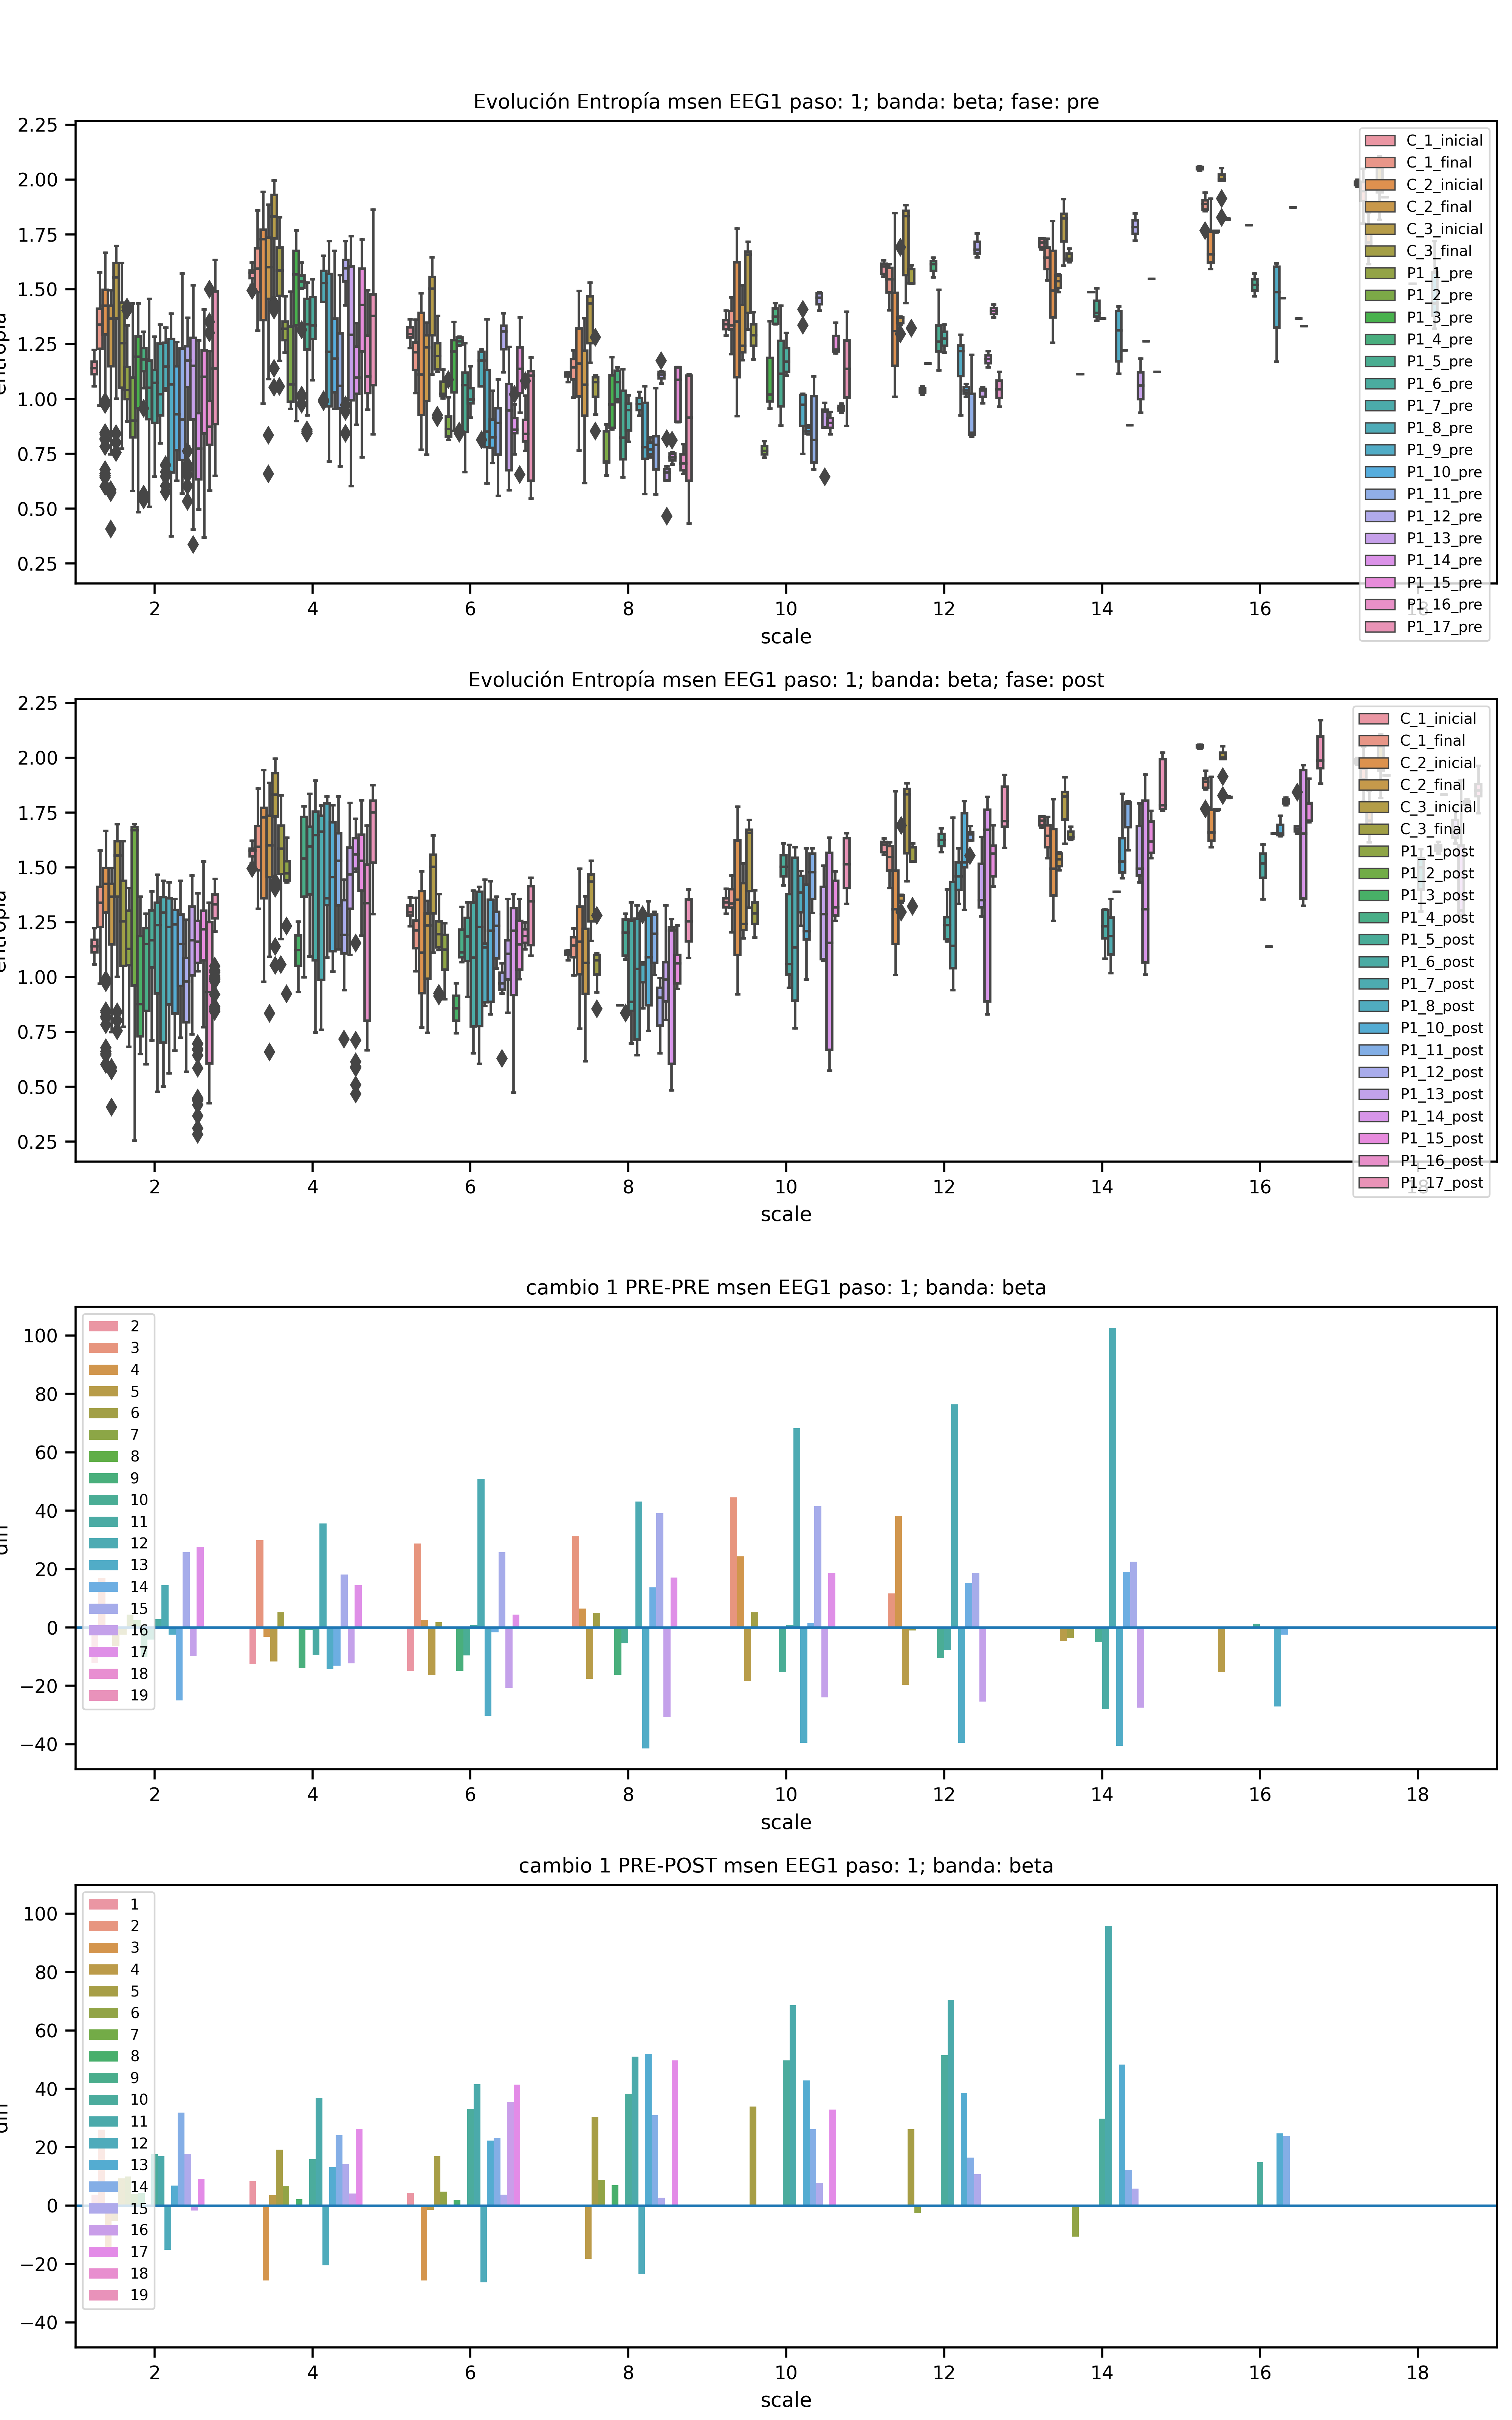 Evolución Entropía msen EEG1 paso: 1; banda: beta; fase: pre
2.25
2.00
1.75
1.50
1.25
1.00
0.75
0.50
0.25
entropia
C_1_inicial
C_1_final
C_2_inicial
C_2_final
C_3_inicial
C_3_final
P1_1_pre
P1_2_pre
P1_3_pre
P1_4_pre
P1_5_pre
P1_6_pre
P1_7_pre
P1_8_pre
P1_9_pre
P1_10_pre
P1_11_pre
P1_12_pre
P1_13_pre
P1_14_pre
P1_15_pre
P1_16_pre
P1_17_pre
2 4 6 8 10 12 14 16 18
scale
Evolución Entropía msen EEG1 paso: 1; banda: beta; fase: post
2.25
2.00
1.75
1.50
1.25
1.00
0.75
0.50
0.25
entropia
C_1_inicial
C_1_final
C_2_inicial
C_2_final
C_3_inicial
C_3_final
P1_1_post
P1_2_post
P1_3_post
P1_4_post
P1_5_post
P1_6_post
P1_7_post
P1_8_post
P1_10_post
P1_11_post
P1_12_post
P1_13_post
P1_14_post
P1_15_post
P1_16_post
P1_17_post
2 4 6 8 10 12 14 16 18
scale
cambio 1 PRE-PRE msen EEG1 paso: 1; banda: beta
100
80
60
40
20
0
−20
−40
2
3
4
5
6
7
8
9
10
11
12
13
14
15
16
17
18
19
2 4 6 8 10 12 14 16 18
scale
cambio 1 PRE-POST msen EEG1 paso: 1; banda: beta
100
80
60
40
20
0
−20
−40
1
2
3
4
5
6
7
8
9
10
11
12
13
14
15
16
17
18
19
2 4 6 8 10 12 14 16 18
scale